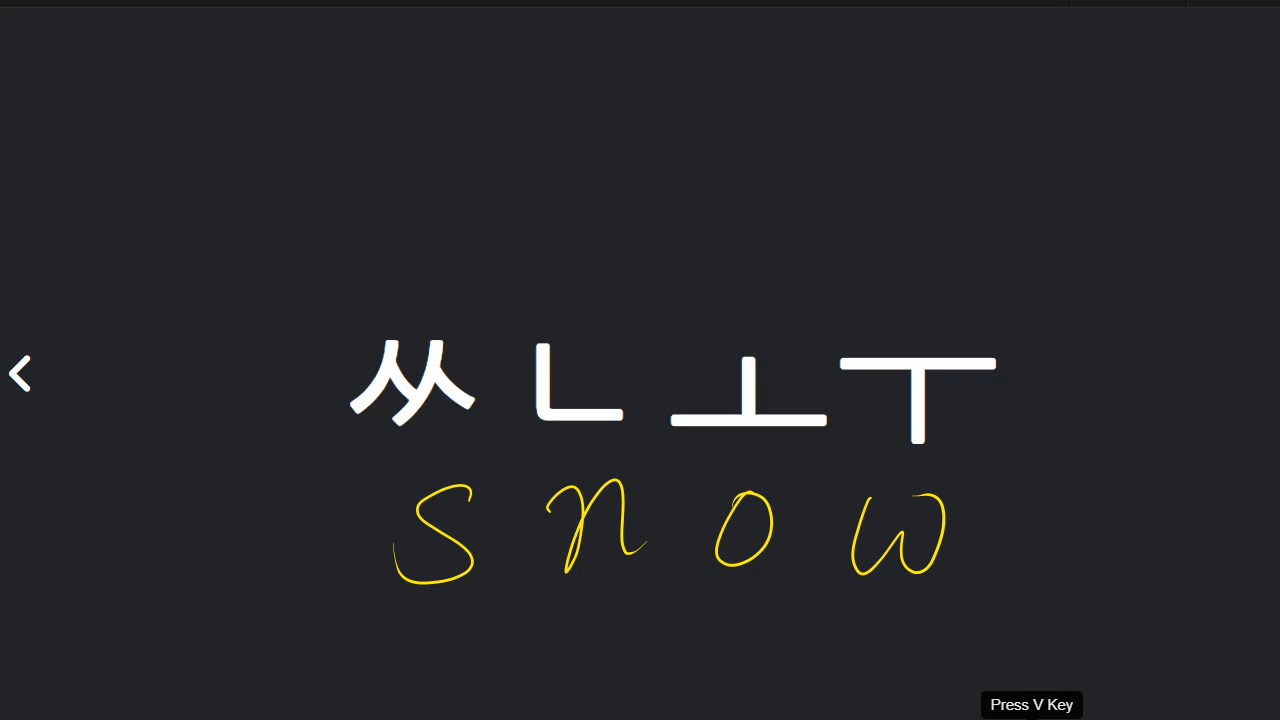 ㅆ ㄴ ㅗ ㅜ
s n o w
Press V Key